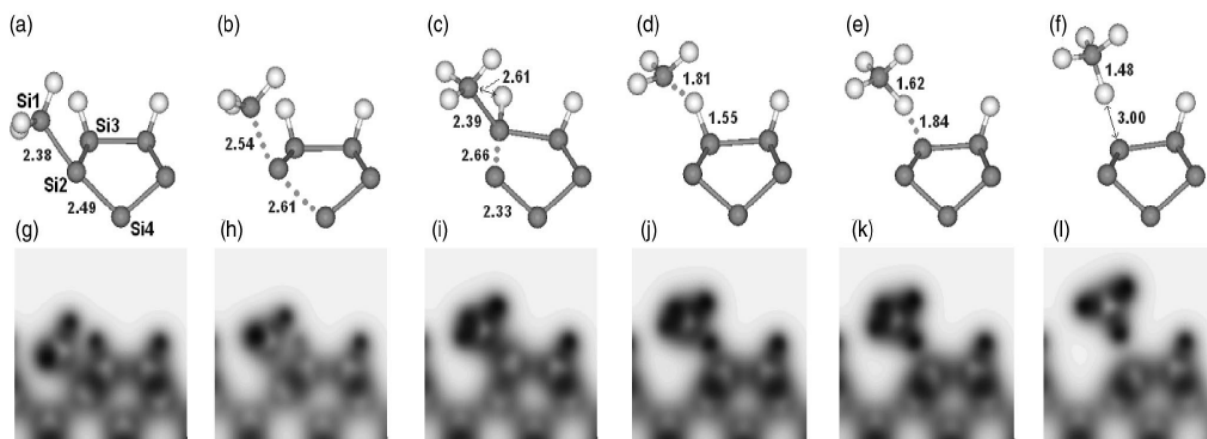 (a) (b) (c) (d) (e) (f)
Si1 Si3 2.38 Si2 2.49 Si4
2.54 2.61
2.61 2.39 2.66 2.33
1.81 1.55
1.62 1.84
1.48 3.00
(g) (h) (i) (j) (k) (l)